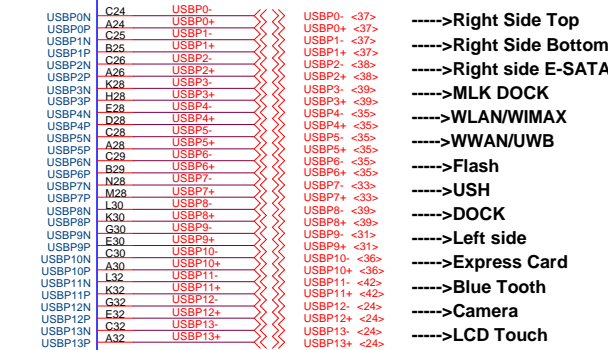 USBP0N C24 USBP0- USBP0- <37> ----->Right Side Top
USBP0P A24 USBP0+ USBP0+ <37>
USBP1N C25 USBP1- USBP1- <37> ----->Right Side Bottom
USBP1P B25 USBP1+ USBP1+ <37>
USBP2N C26 USBP2- USBP2- <38> ----->Right side E-SATA
USBP2P A26 USBP2+ USBP2+ <38>
USBP3N K28 USBP3- USBP3- <39> ----->MLK DOCK
USBP3P H28 USBP3+ USBP3+ <39>
USBP4N E28 USBP4- USBP4- <35> ----->WLAN/WIMAX
USBP4P D28 USBP4+ USBP4+ <35>
USBP5N C28 USBP5- USBP5- <35> ----->WWAN/UWB
USBP5P A28 USBP5+ USBP5+ <35>
USBP6N C29 USBP6- USBP6- <35> ----->Flash
USBP6P B29 USBP6+ USBP6+ <35>
USBP7N N28 USBP7- USBP7- <33> ----->USH
USBP7P M28 USBP7+ USBP7+ <33>
USBP8N L30 USBP8- USBP8- <39> ----->DOCK
USBP8P K30 USBP8+ USBP8+ <39>
USBP9N G30 USBP9- USBP9- <31> ----->Left side
USBP9P E30 USBP9+ USBP9+ <31>
USBP10N C30 USBP10- USBP10- <36> ----->Express Card
USBP10P A30 USBP10+ USBP10+ <36>
USBP11N L32 USBP11- USBP11- <42> ----->Blue Tooth
USBP11P K32 USBP11+ USBP11+ <42>
USBP12N G32 USBP12- USBP12- <24> ----->Camera
USBP12P E32 USBP12+ USBP12+ <24>
USBP13N C32 USBP13- USBP13- <24> ----->LCD Touch
USBP13P A32 USBP13+ USBP13+ <24>